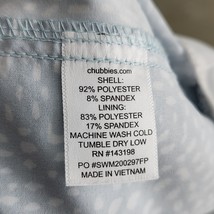 chubbies.com
SHELL:
92% POLYESTER
8% SPANDEX
LINING:
83% POLYESTER
17% SPANDEX
MACHINE WASH COLD
TUMBLE DRY LOW
RN #143198
PO #SWM200297FP
MADE IN VIETNAM